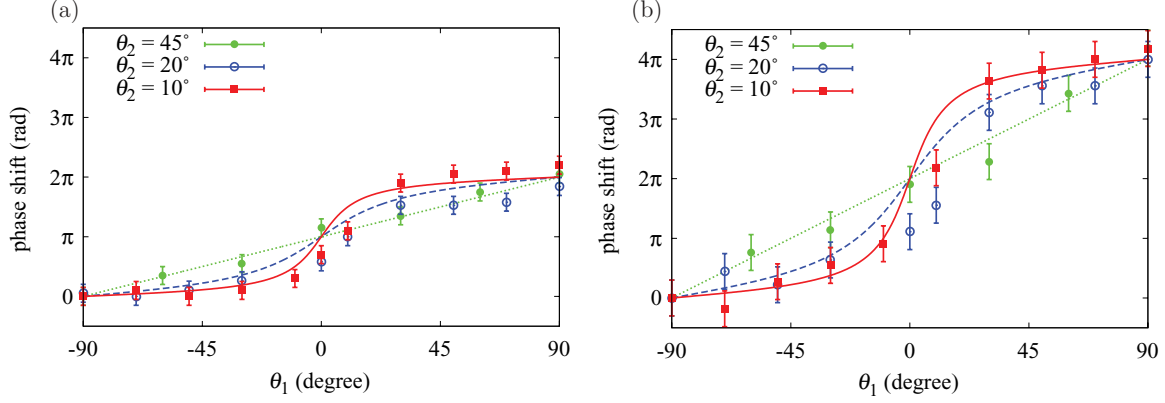 (a)
θ2 = 45°
θ2 = 20°
θ2 = 10°
4π
3π
2π
π
0
phase shift (rad)
-90
-45
0
45
90
θ1 (degree)
(b)
θ2 = 45°
θ2 = 20°
θ2 = 10°
4π
3π
2π
π
0
phase shift (rad)
-90
-45
0
45
90
θ1 (degree)